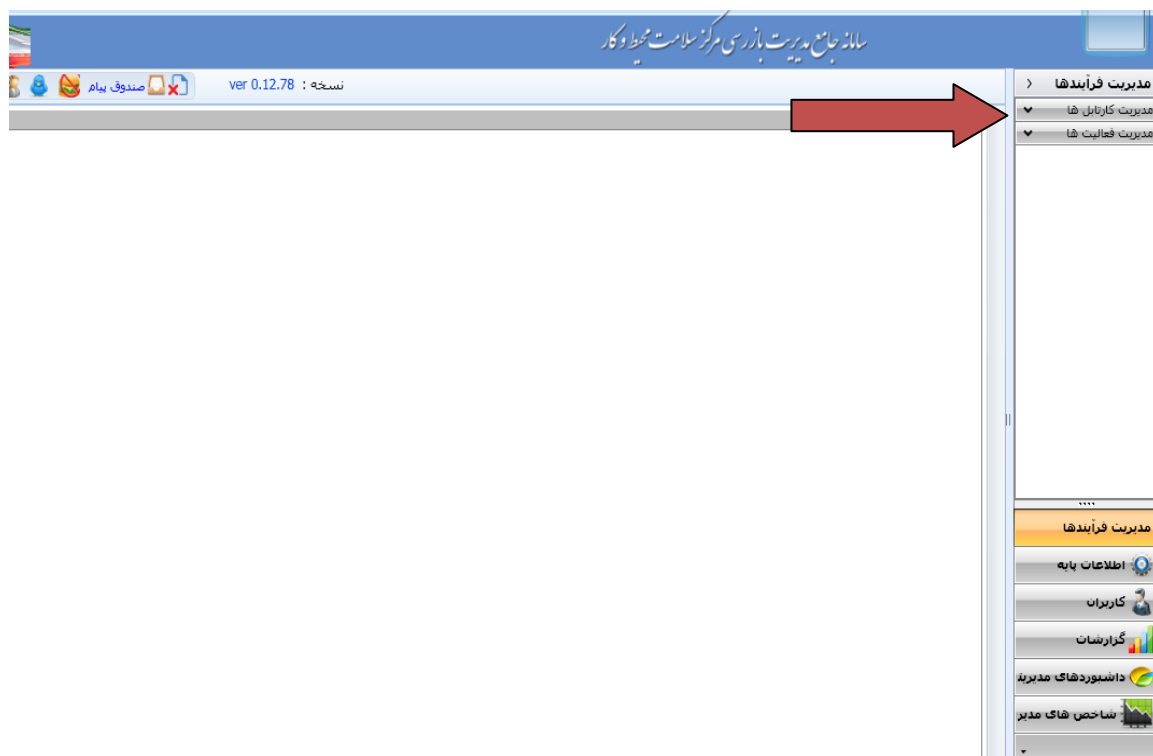 سامانه جامع مدیریت بازرسی مرکز سلامت محیط و کار
مدیریت فرآیندها
نسخه : ver 0.12.78
صندوق پیام
مدیریت کارتابل ها
مدیریت فعالیت ها
مدیریت فرآیندها
اطلاعات پایه
کاربران
گزارشات
داشبوردهای مدیریت
شاخص های مدیر